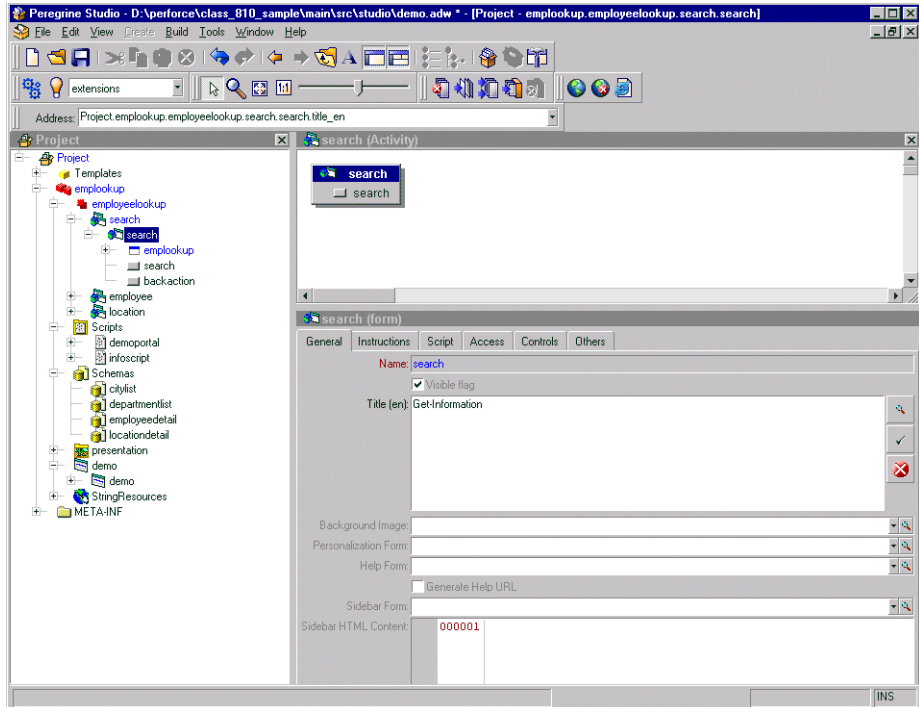 Peregrine Studio - D:\perforce\class_810_sample\main\src\studio\demo.adw * - [Project - emplookup.employeelookup.search.search]
File Edit View Create Build Tools Window Help
A
extensions
1:1
Address: Project.emplookup.employeelookup.search.search.title_en
Project
search (Activity)
Project
Templates
emplookup
employeelookup
search
search
emplookup
search
backaction
employee
location
Scripts
demoportal
infoscript
Schemas
citylist
departmentlist
employeedetail
locationdetail
presentation
demo
demo
StringResources
META-INF
search
search
search (form)
General Instructions Script Access Controls Others
Name: search
Visible flag
Title (en): Get-Information
Background Image:
Personalization Form:
Help Form:
Generate Help URL
Sidebar Form:
Sidebar HTML Content: 000001
INS